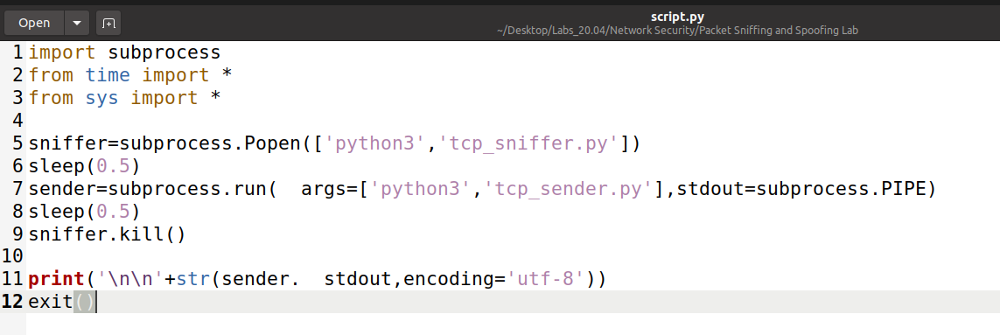 Open
script.py
~/Desktop/Labs_20.04/Network Security/Packet Sniffing and Spoofing Lab
1 import subprocess
2 from time import *
3 from sys import *
4
5 sniffer=subprocess.Popen(['python3','tcp_sniffer.py'])
6 sleep(0.5)
7 sender=subprocess.run(  args=['python3','tcp_sender.py'],stdout=subprocess.PIPE)
8 sleep(0.5)
9 sniffer.kill()
10
11 print('\n\n'+str(sender.  stdout,encoding='utf-8'))
12 exit()